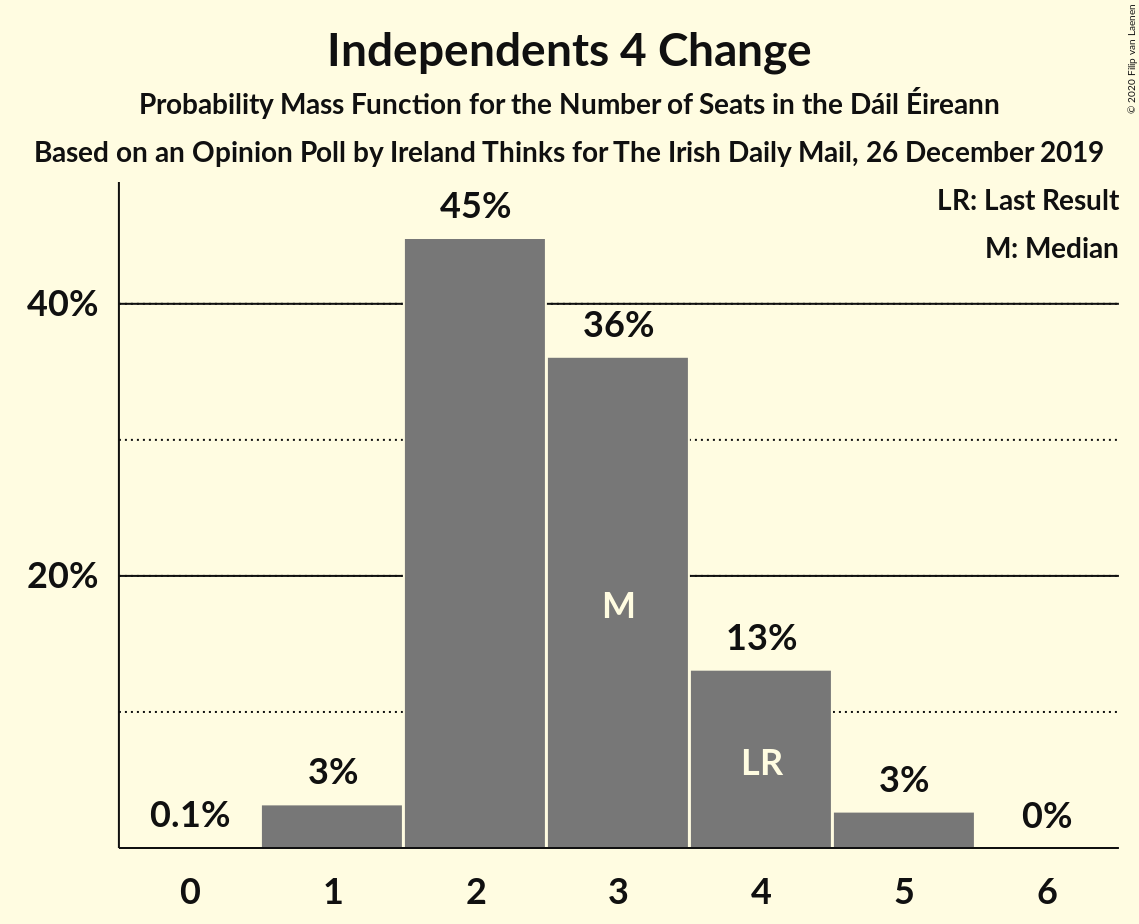 Independents 4 Change
Probability Mass Function for the Number of Seats in the Dáil Éireann
Based on an Opinion Poll by Ireland Thinks for The Irish Daily Mail, 26 December 2019
© 2020 Filip van Laenen
LR: Last Result
M: Median
45%
40%
36%
20%
M
13%
LR
3%
3%
0.1%
0%
0 1 2 3 4 5 6